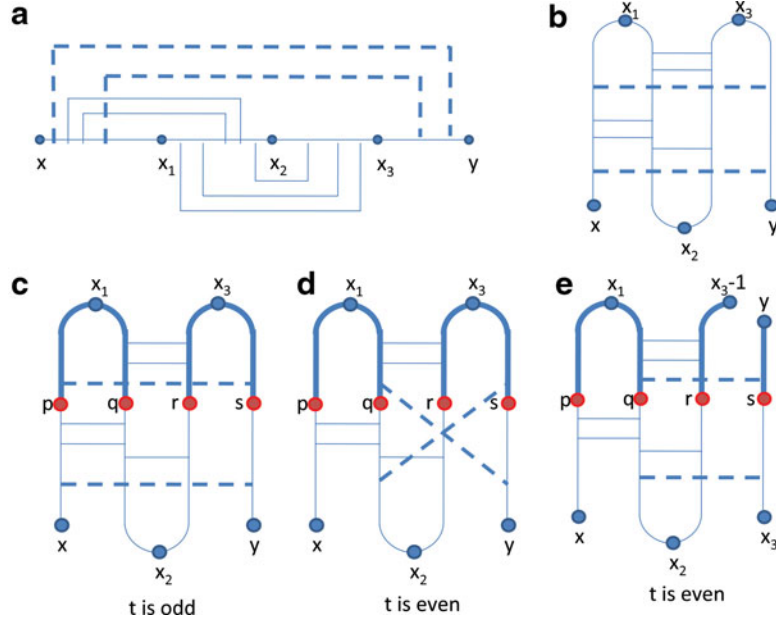 a
x x₁ x₂ x₃ y
b
x₁ x₃
x y
x₂
c
x₁ x₃
p q r s
x y
x₂
t is odd
d
x₁ x₃
p q r s
x y
x₂
t is even
e
x₁ x₃-1 y
p q r s
x x₃
x₂
t is even